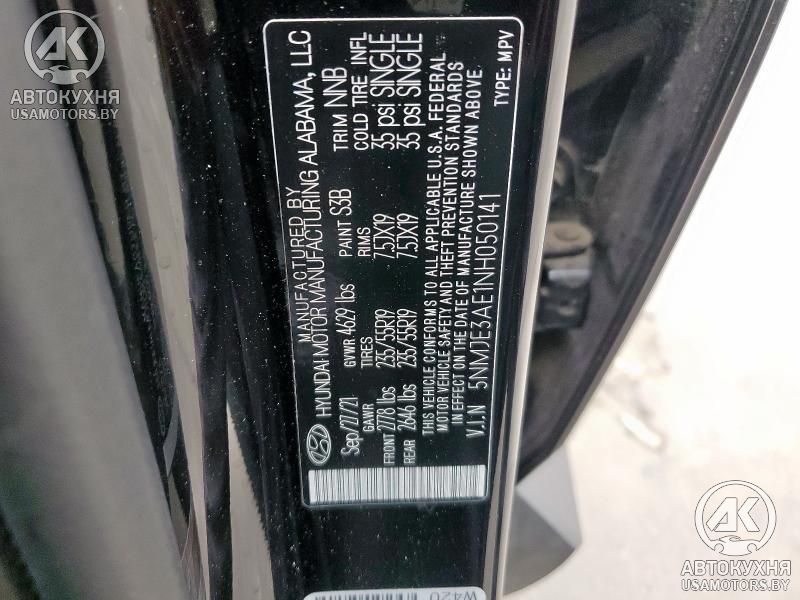 MANUFACTURED BY
HYUNDAI MOTOR MANUFACTURING ALABAMA, LLC
Sep/27/21 GVWR 4629 lbs PAINT S3B TRIM NNB
GAWR TIRES RIMS COLD TIRE INFL
FRONT 2778 lbs 235/55R19 7.5JX19 35 psi SINGLE
REAR 2646 lbs 235/55R19 7.5JX19 35 psi SINGLE
THIS VEHICLE CONFORMS TO ALL APPLICABLE U.S.A. FEDERAL
MOTOR VEHICLE SAFETY AND THEFT PREVENTION STANDARDS
IN EFFECT ON THE DATE OF MANUFACTURE SHOWN ABOVE
V.I.N 5NMJE3AE1NH050141 TYPE: MPV
W420
АК
АВТОКУХНЯ
USAMOTORS.BY
АК
АВТОКУХНЯ
USAMOTORS.BY